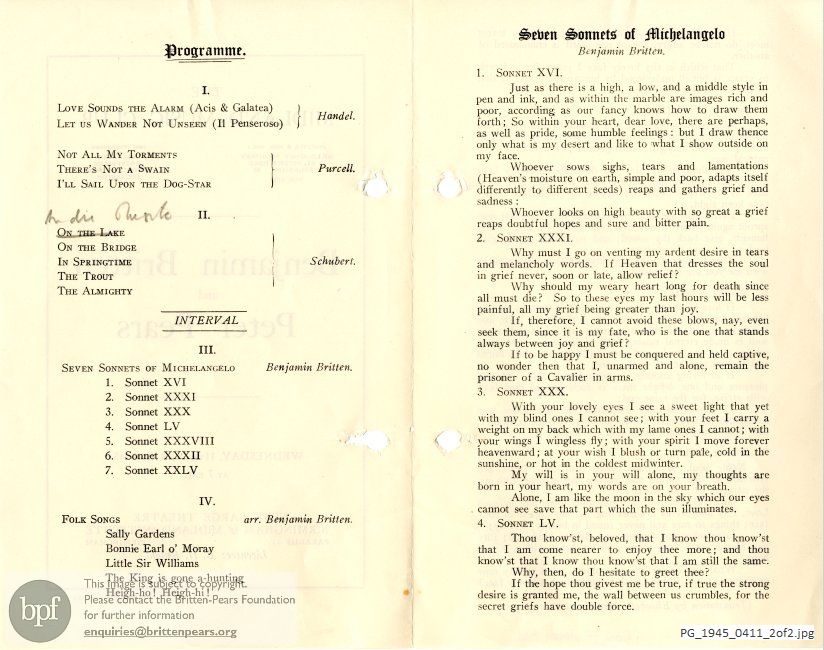 Programme.
I.
Love Sounds the Alarm (Acis & Galatea)
Let us Wander Not Unseen (Il Penseroso)
Handel.
Not All My Torments
There's Not a Swain
I'll Sail Upon the Dog-Star
Purcell.
An die
II.
On the Lake
On the Bridge
In Springtime
The Trout
The Almighty
Schubert.
INTERVAL
III.
Seven Sonnets of Michelangelo Benjamin Britten.
1. Sonnet XVI
2. Sonnet XXXI
3. Sonnet XXX
4. Sonnet LV
5. Sonnet XXXVIII
6. Sonnet XXXII
7. Sonnet XXLV
IV.
Folk Songs arr. Benjamin Britten.
Sally Gardens
Bonnie Earl o' Moray
Little Sir Williams
The King is gone a-hunting
Heigh-ho! Heigh-hi!
bpf
This image is subject to copyright.
Please contact the Britten-Pears Foundation
for further information
enquiries@brittenpears.org
Seven Sonnets of Michelangelo
Benjamin Britten.
1. Sonnet XVI.
Just as there is a high, a low, and a middle style in
pen and ink, and as within the marble are images rich and
poor, according as our fancy knows how to draw them
forth; So within your heart, dear love, there are perhaps,
as well as pride, some humble feelings: but I draw thence
only what is my desert and like to what I show outside on
my face.
Whoever sows sighs, tears and lamentations
(Heaven's moisture on earth, simple and poor, adapts itself
differently to different seeds) reaps and gathers grief and
sadness:
Whoever looks on high beauty with so great a grief
reaps doubtful hopes and sure and bitter pain.
2. Sonnet XXXI.
Why must I go on venting my ardent desire in tears
and melancholy words. If Heaven that dresses the soul
in grief never, soon or late, allow relief?
Why should my weary heart long for death since
all must die? So to these eyes my last hours will be less
painful, all my grief being greater than joy.
If, therefore, I cannot avoid these blows, nay, even
seek them, since it is my fate, who is the one that stands
always between joy and grief?
If to be happy I must be conquered and held captive,
no wonder then that I, unarmed and alone, remain the
prisoner of a Cavalier in arms.
3. Sonnet XXX.
With your lovely eyes I see a sweet light that yet
with my blind ones I cannot see; with your feet I carry a
weight on my back which with my lame ones I cannot; with
your wings I wingless fly; with your spirit I move forever
heavenward; at your wish I blush or turn pale, cold in the
sunshine, or hot in the coldest midwinter.
My will is in your will alone, my thoughts are
born in your heart, my words are on your breath.
Alone, I am like the moon in the sky which our eyes
cannot see save that part which the sun illuminates.
4. Sonnet LV.
Thou know'st, beloved, that I know thou know'st
that I am come nearer to enjoy thee more; and thou
know'st that I know thou know'st that I am still the same.
Why, then, do I hesitate to greet thee?
If the hope thou givest me be true, if true the strong
desire is granted me, the wall between us crumbles, for the
secret griefs have double force.
PG_1945_0411_2of2.jpg